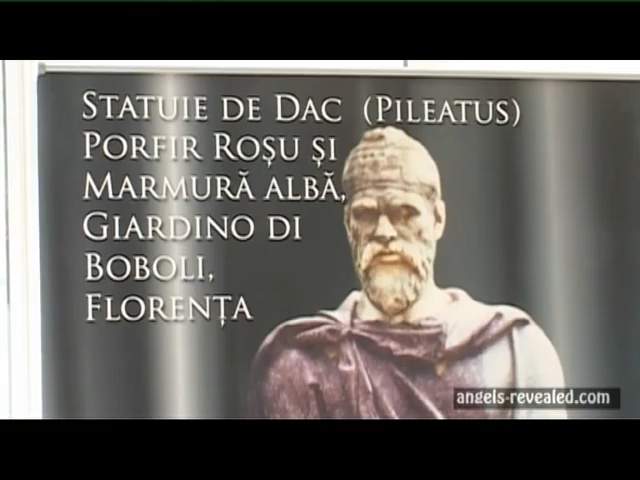 STATUIE DE DAC (PILEATUS)
PORFIR ROȘU ȘI
MARMURĂ ALBĂ,
GIARDINO DI
BOBOLI,
FLORENȚA
angels-revealed.com